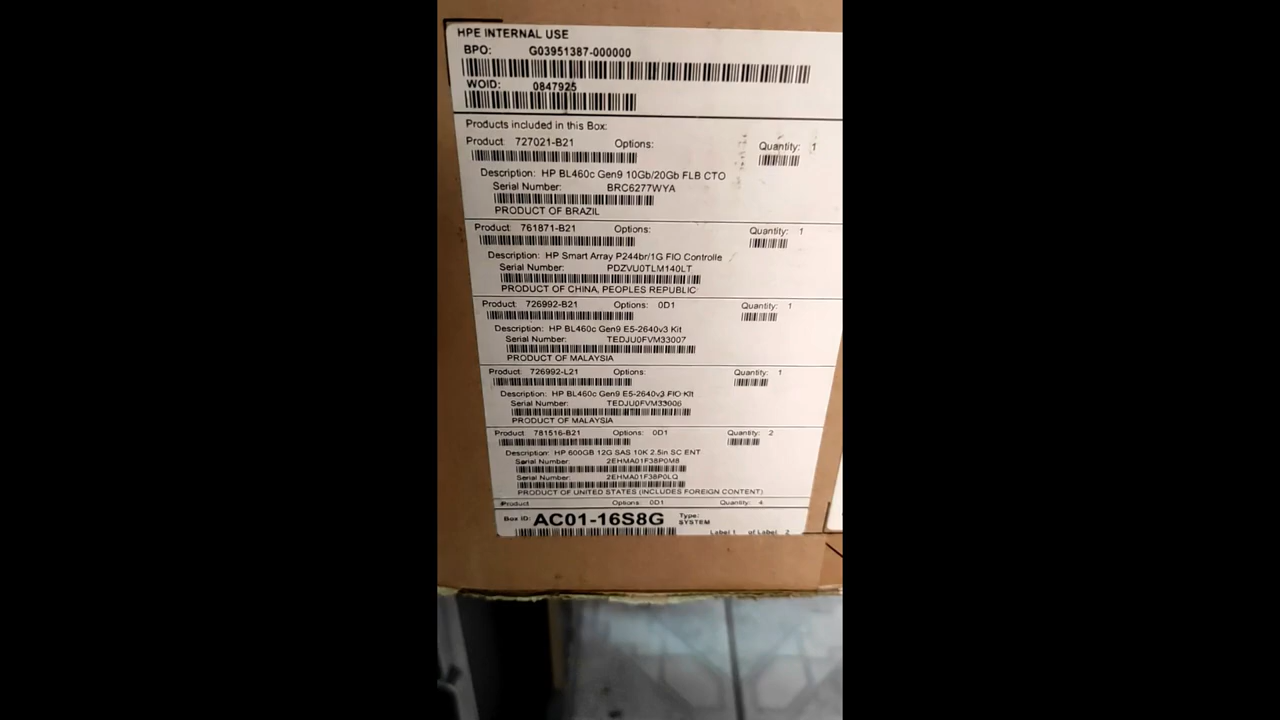 HPE INTERNAL USE
BPO: G03951387-000000
WOID: 0847925
Products included in this Box:
Product 727021-B21 Options: Quantity: 1
Description: HP BL460c Gen9 10Gb/20Gb FLB CTO
Serial Number: BRC6277WYA
PRODUCT OF BRAZIL
Product 761871-B21 Options: Quantity: 1
Description: HP Smart Array P244br/1G FIO Controlle
Serial Number: PDZVU0TLM140LT
PRODUCT OF CHINA, PEOPLES REPUBLIC
Product 726992-B21 Options: 0D1 Quantity: 1
Description: HP BL460c Gen9 E5-2640v3 Kit
Serial Number: TEDJU0FVM33007
PRODUCT OF MALAYSIA
Product 726992-L21 Options: Quantity: 1
Description: HP BL460c Gen9 E5-2640v3 FIO Kit
Serial Number: TEDJU0FVM33006
PRODUCT OF MALAYSIA
Product 781516-B21 Options: 0D1 Quantity: 2
Description: HP 600GB 12G SAS 10K 2.5in SC ENT
Serial Number: 2EHMA01F38P0M8
Serial Number: 2EHMA01F38P0LQ
PRODUCT OF UNITED STATES (INCLUDES FOREIGN CONTENT)
Product Options: 0D1 Quantity: 4
Box ID: AC01-16S8G Type: SYSTEM
Label 1 of Label 2